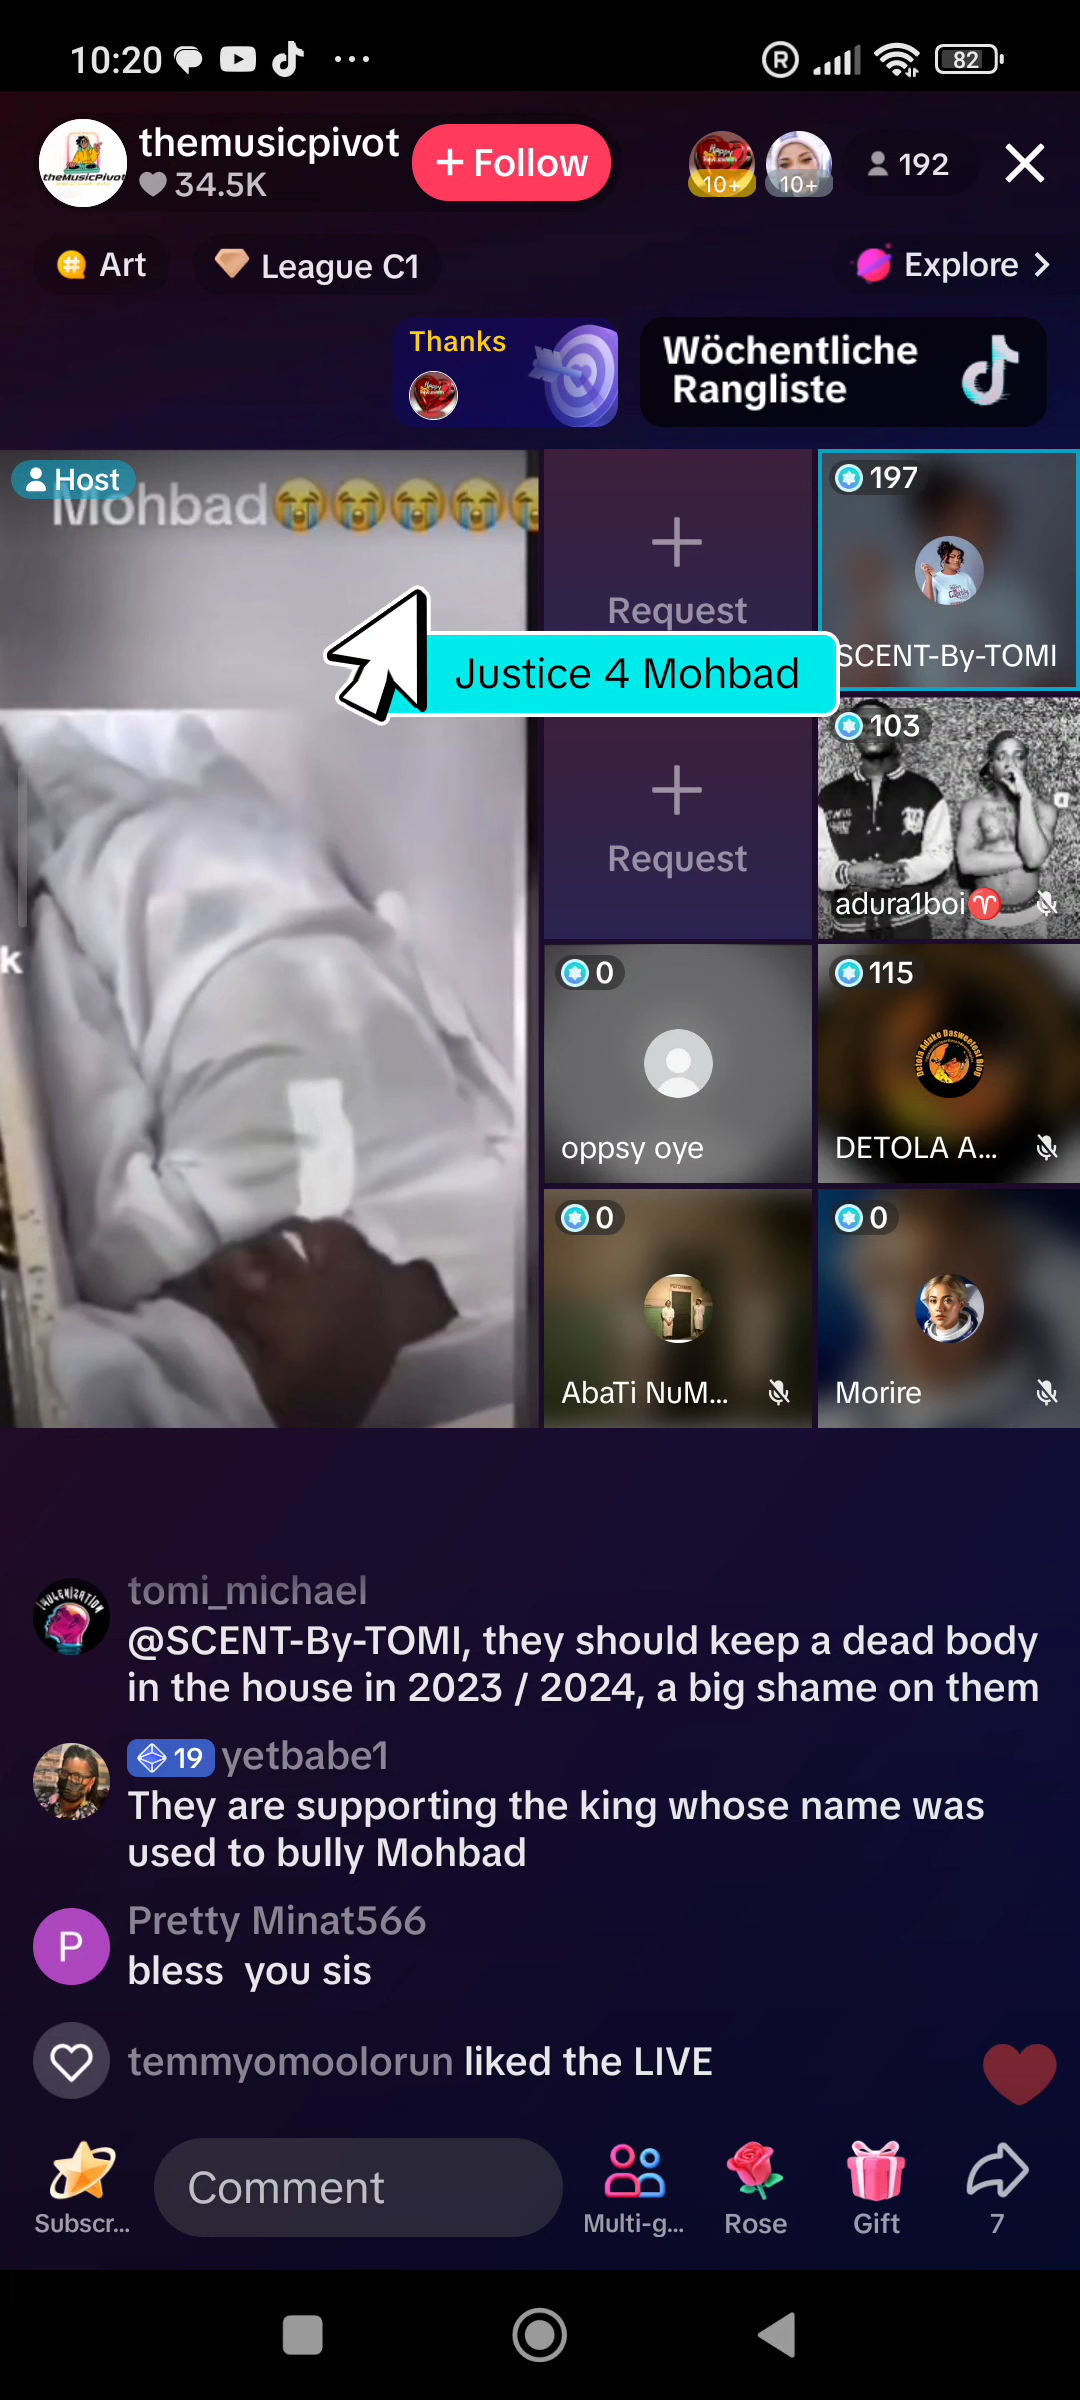 10:20
R
82
themusicpivot
+ Follow
34.5K
10+
10+
192
theMusicPivot
Art
League C1
Explore
Thanks
Wöchentliche
Rangliste
Host
Mohbad😭😭😭😭😭
Request
197
SCENT-By-TOMI
Justice 4 Mohbad
Request
103
adura1boi♈
k
0
oppsy oye
115
DETOLA A...
0
AbaTi NuM...
0
Morire
tomi_michael
@SCENT-By-TOMI, they should keep a dead body
in the house in 2023 / 2024, a big shame on them
19 yetbabe1
They are supporting the king whose name was
used to bully Mohbad
P
Pretty Minat566
bless you sis
temmyomoolorun liked the LIVE
Subscr...
Comment
Multi-g...
Rose
Gift
7